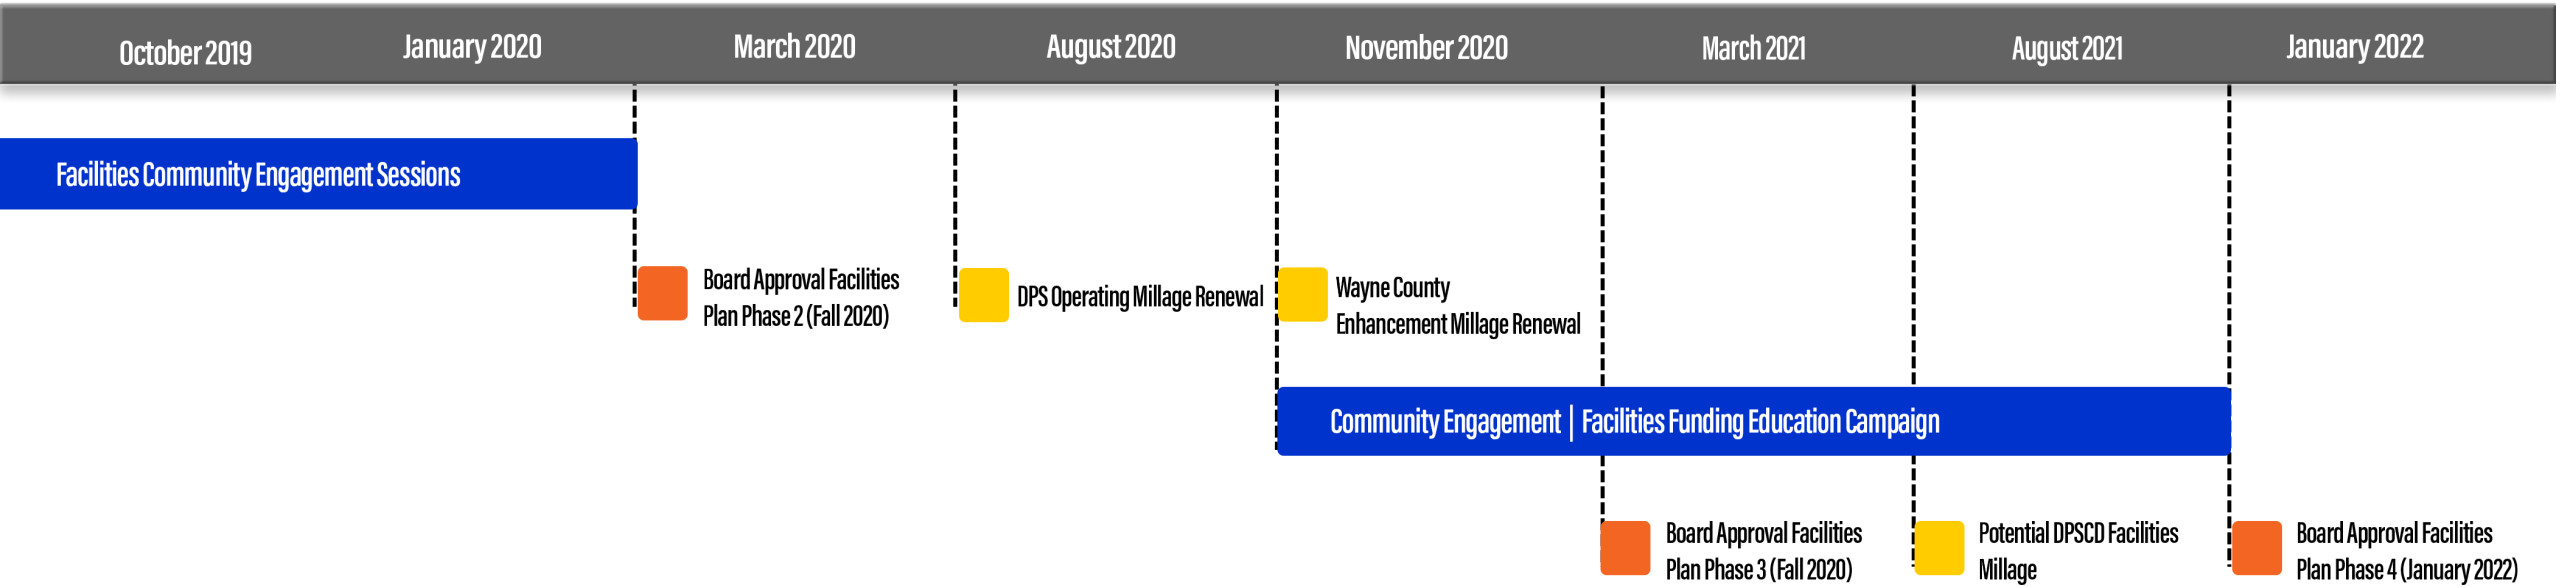 October 2019
January 2020
March 2020
August 2020
November 2020
March 2021
August 2021
January 2022
Facilities Community Engagement Sessions
Board Approval Facilities
Plan Phase 2 (Fall 2020)
DPS Operating Millage Renewal
Wayne County
Enhancement Millage Renewal
Community Engagement | Facilities Funding Education Campaign
Board Approval Facilities
Plan Phase 3 (Fall 2020)
Potential DPSCD Facilities
Millage
Board Approval Facilities
Plan Phase 4 (January 2022)